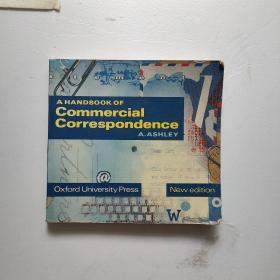 A HANDBOOK OF
Commercial
Correspondence
A. ASHLEY
@
Oxford University Press
New edition
W